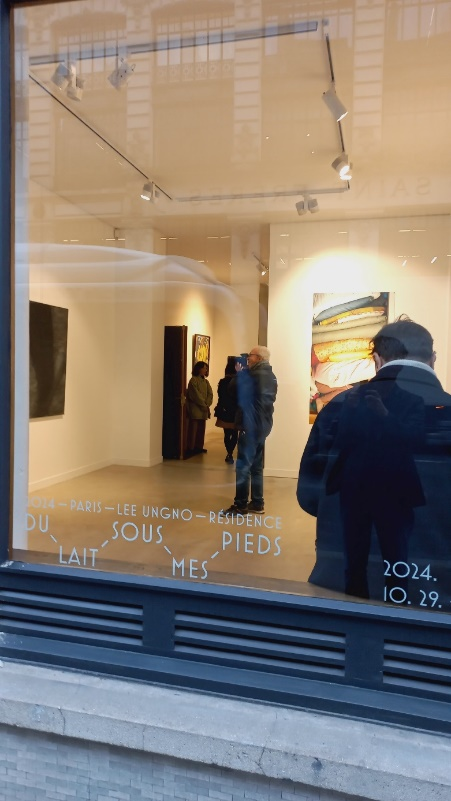 2024 — PARIS — LEE UNGNO — RÉSIDENCE
DU LAIT SOUS MES PIEDS
2024.
10. 29.